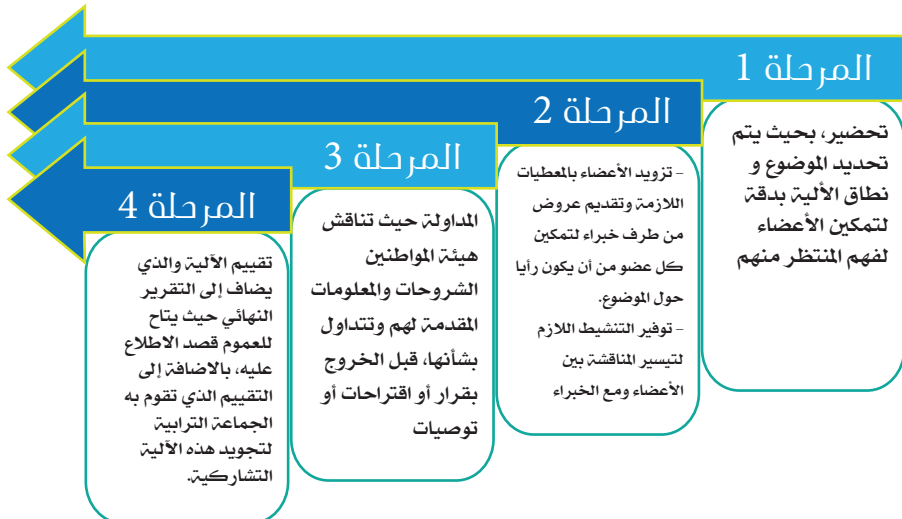 المرحلة 1
تحضير، بحيث يتم
تحديد الموضوع و
نطاق الألية بدقة
لتمكين الأعضاء
لفهم المنتظر منهم
المرحلة 2
- تزويد الأعضاء بالمعطيات
اللازمة وتقديم عروض
من طرف خبراء لتمكين
كل عضو من أن يكون رأيا
حول الموضوع.
- توفير التنشيط اللازم
لتيسير المناقشة بين
الأعضاء ومع الخبراء
المرحلة 3
المداولة حيث تناقش
هيئة المواطنين
الشروحات والمعلومات
المقدمة لهم وتتداول
بشأنها، قبل الخروج
بقرار أو اقتراحات أو
توصيات
المرحلة 4
تقييم الآلية والذي
يضاف إلى التقرير
النهائي حيث يتاح
للعموم قصد الاطلاع
عليه، بالاضافة إلى
التقييم الذي تقوم به
الجماعة الترابية
لتجويد هذه الآلية
التشاركية.